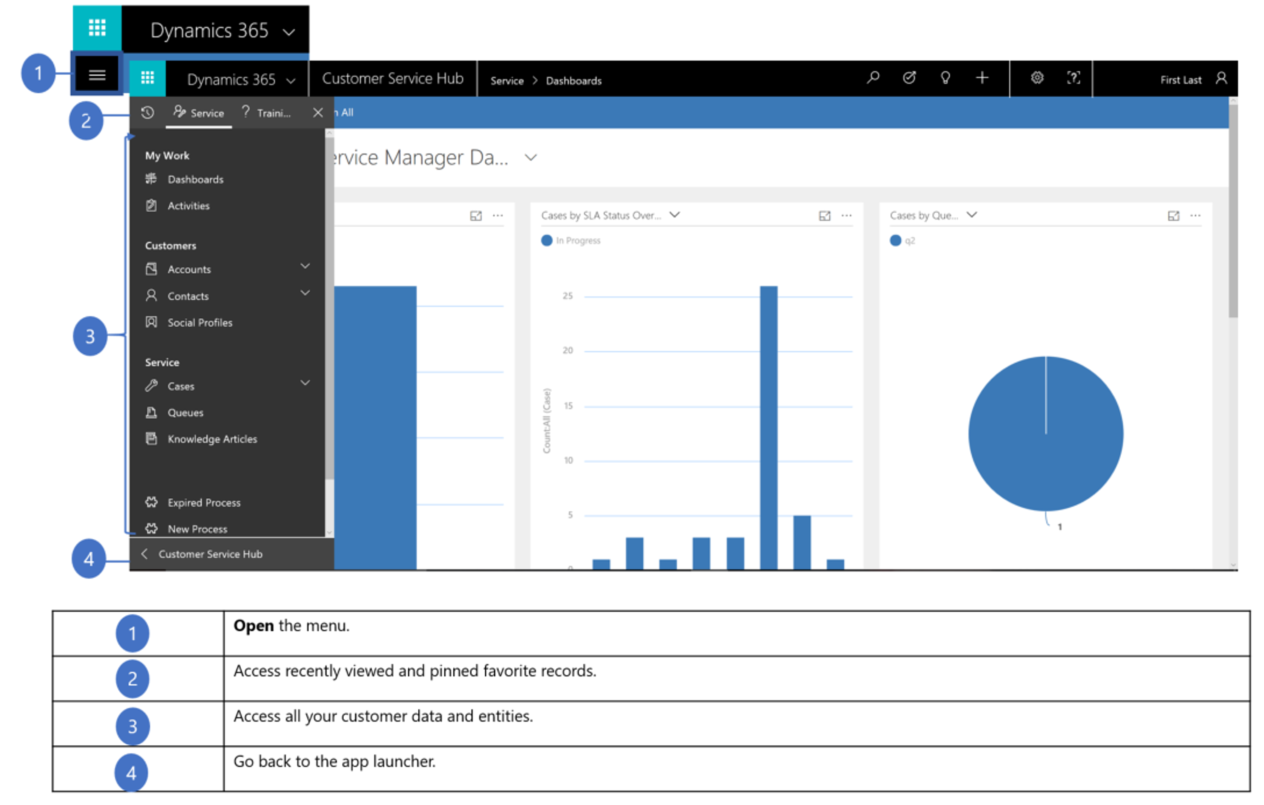 Dynamics 365
1
Dynamics 365
Customer Service Hub
Service > Dashboards
First Last
2
Service
? Traini...
All
My Work
ervice Manager Da...
Dashboards
Activities
Cases by SLA Status Over...
Cases by Que...
In Progress
q2
Customers
Accounts
Contacts
Social Profiles
3
Service
Cases
Queues
Knowledge Articles
Expired Process
New Process
25
20
15
10
5
0
Count:All (Case)
1
4
Customer Service Hub
1
Open the menu.
2
Access recently viewed and pinned favorite records.
3
Access all your customer data and entities.
4
Go back to the app launcher.